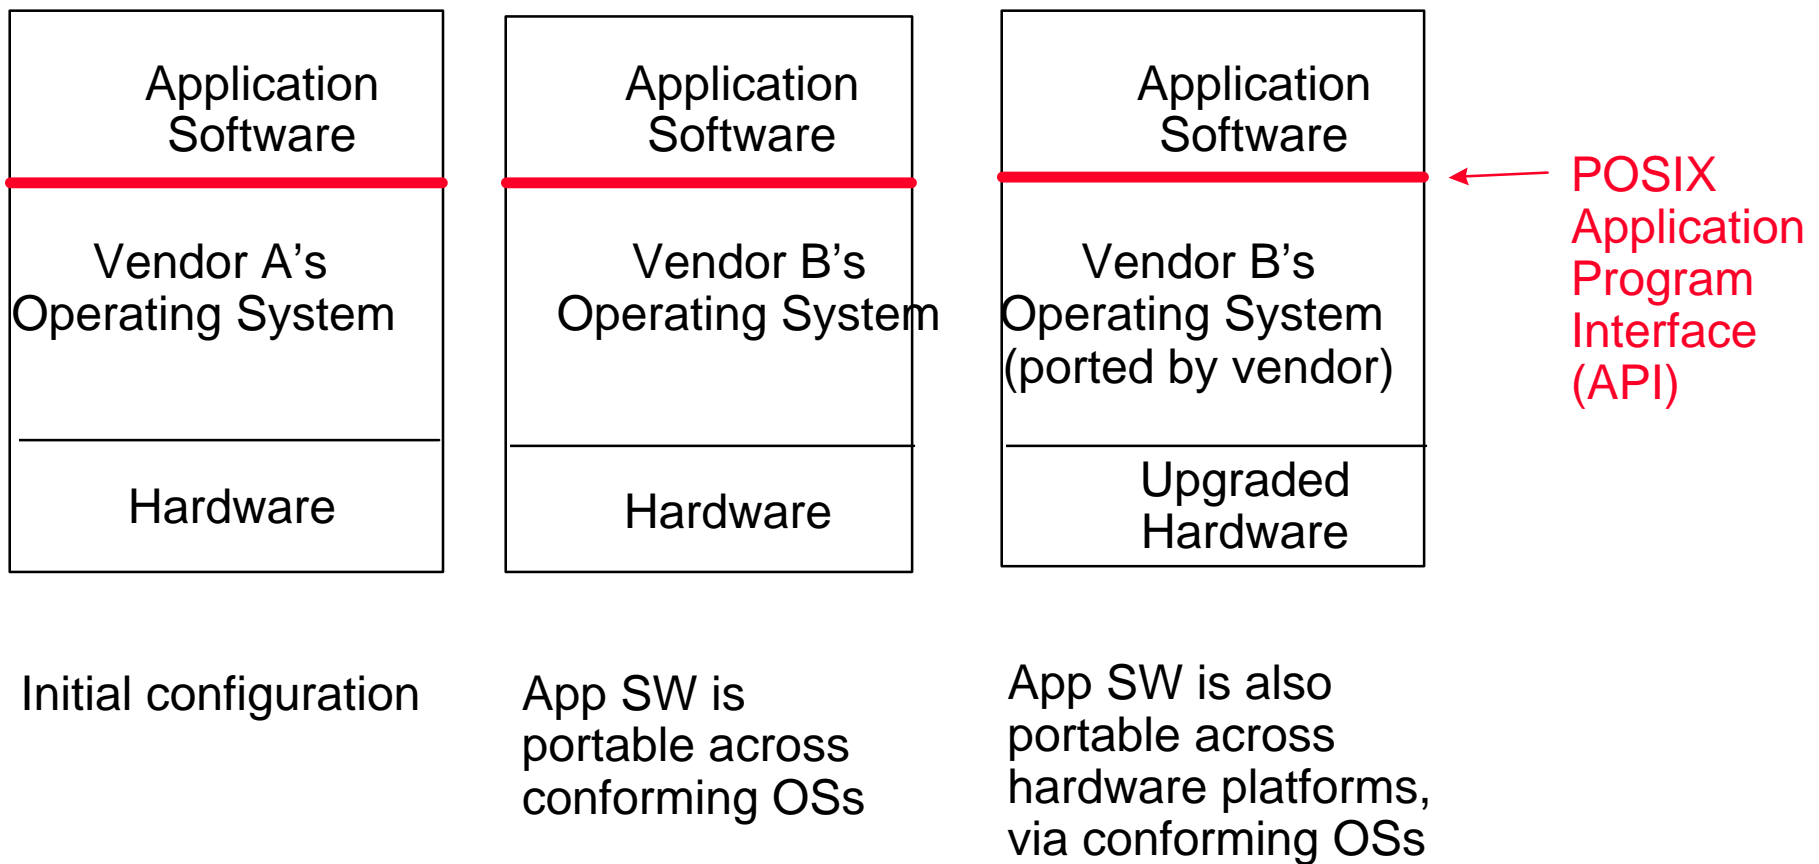 Application
Software
Vendor A’s
Operating System
Hardware
Initial configuration
Application
Software
Vendor B’s
Operating System
Hardware
App SW is
portable across
conforming OSs
Application
Software
Vendor B’s
Operating System
(ported by vendor)
Upgraded
Hardware
App SW is also
portable across
hardware platforms,
via conforming OSs
POSIX
Application
Program
Interface
(API)